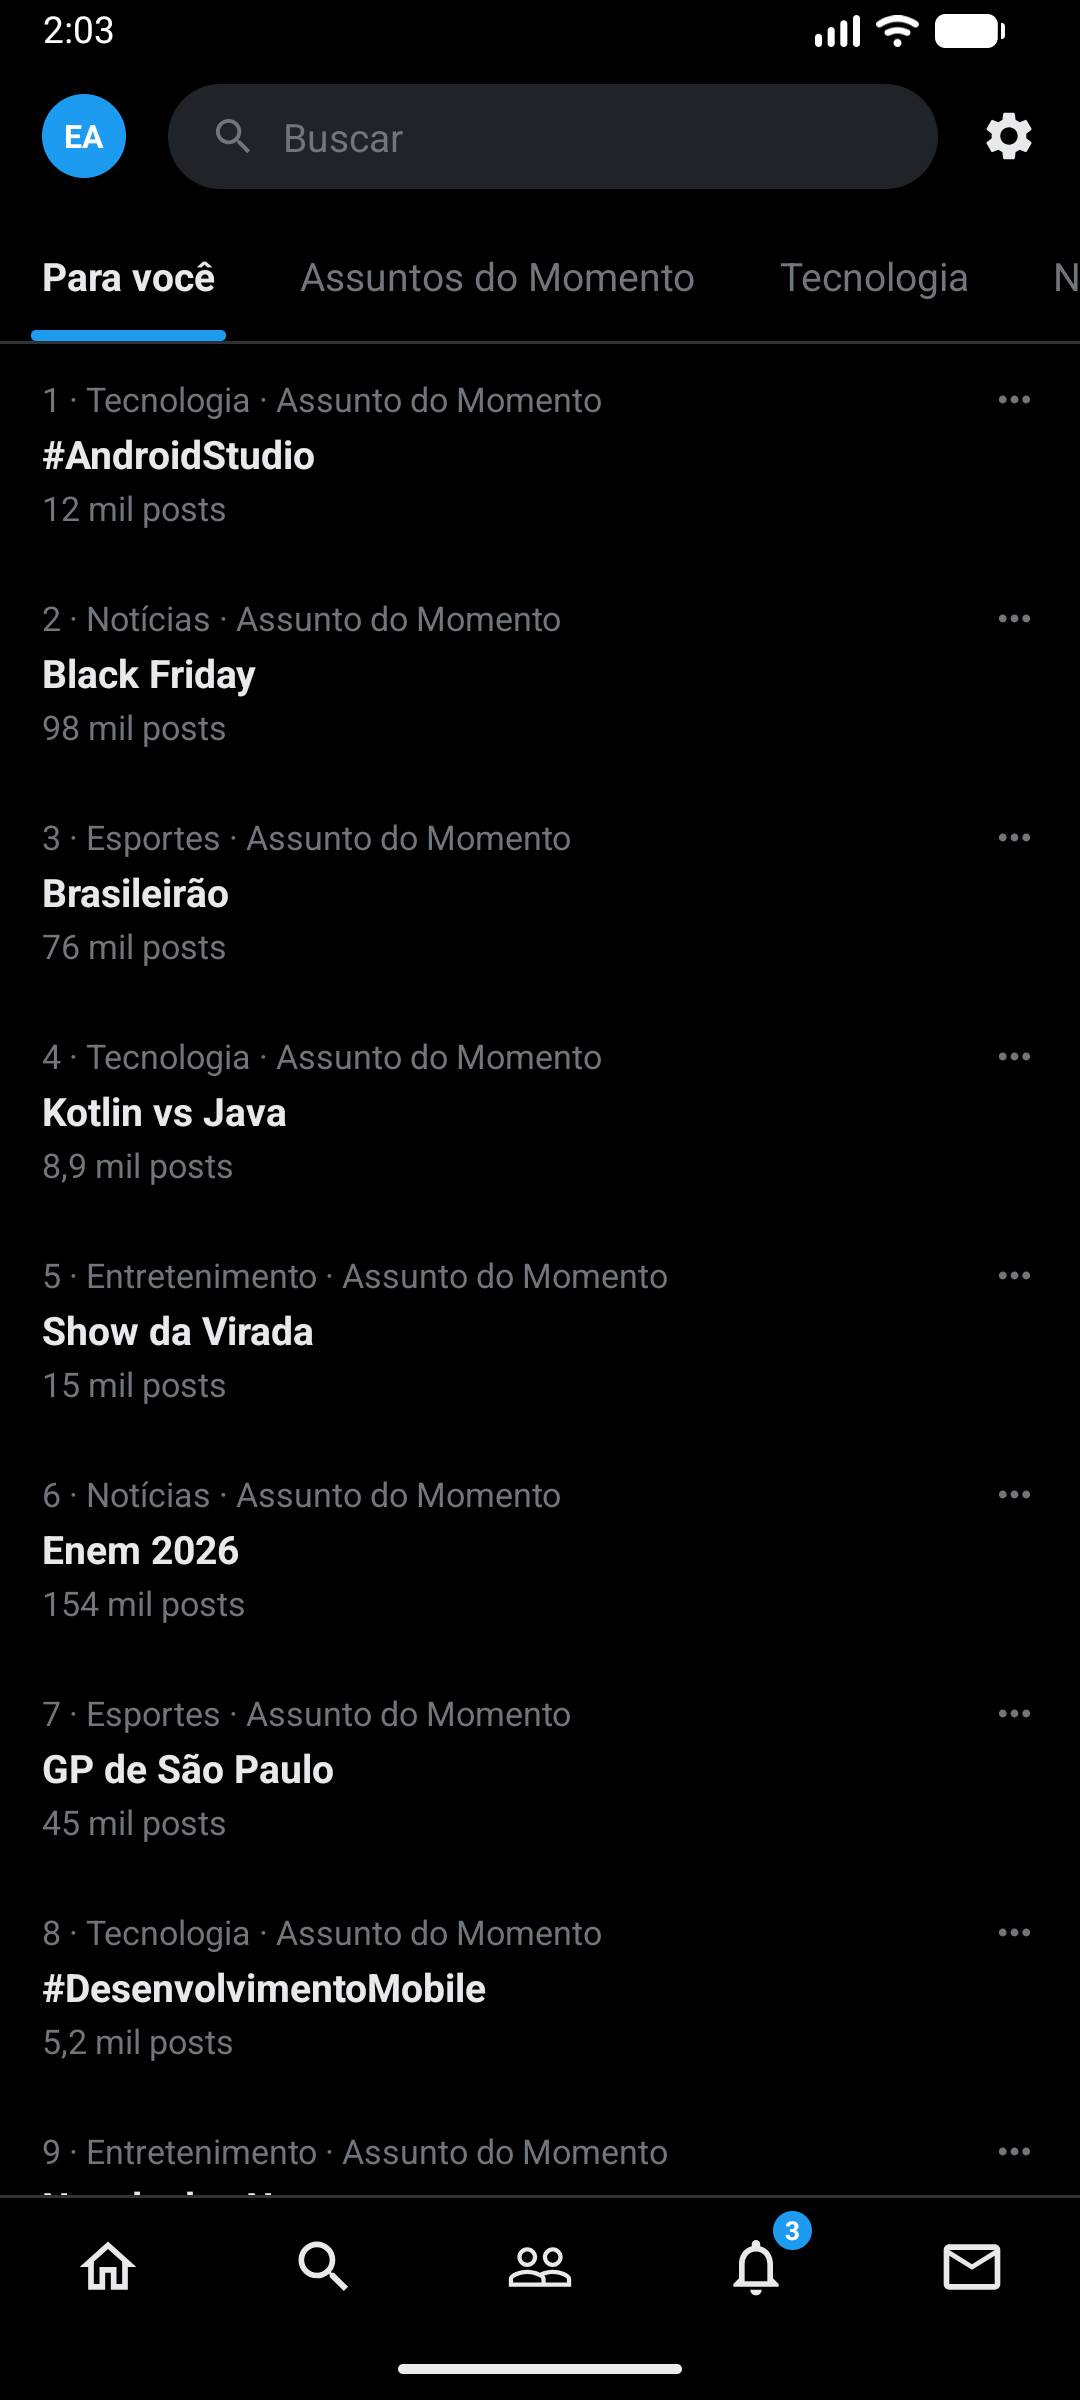 2:03
EA
Buscar
Para você Assuntos do Momento Tecnologia N
1 · Tecnologia · Assunto do Momento
#AndroidStudio
12 mil posts
2 · Notícias · Assunto do Momento
Black Friday
98 mil posts
3 · Esportes · Assunto do Momento
Brasileirão
76 mil posts
4 · Tecnologia · Assunto do Momento
Kotlin vs Java
8,9 mil posts
5 · Entretenimento · Assunto do Momento
Show da Virada
15 mil posts
6 · Notícias · Assunto do Momento
Enem 2026
154 mil posts
7 · Esportes · Assunto do Momento
GP de São Paulo
45 mil posts
8 · Tecnologia · Assunto do Momento
#DesenvolvimentoMobile
5,2 mil posts
9 · Entretenimento · Assunto do Momento
3